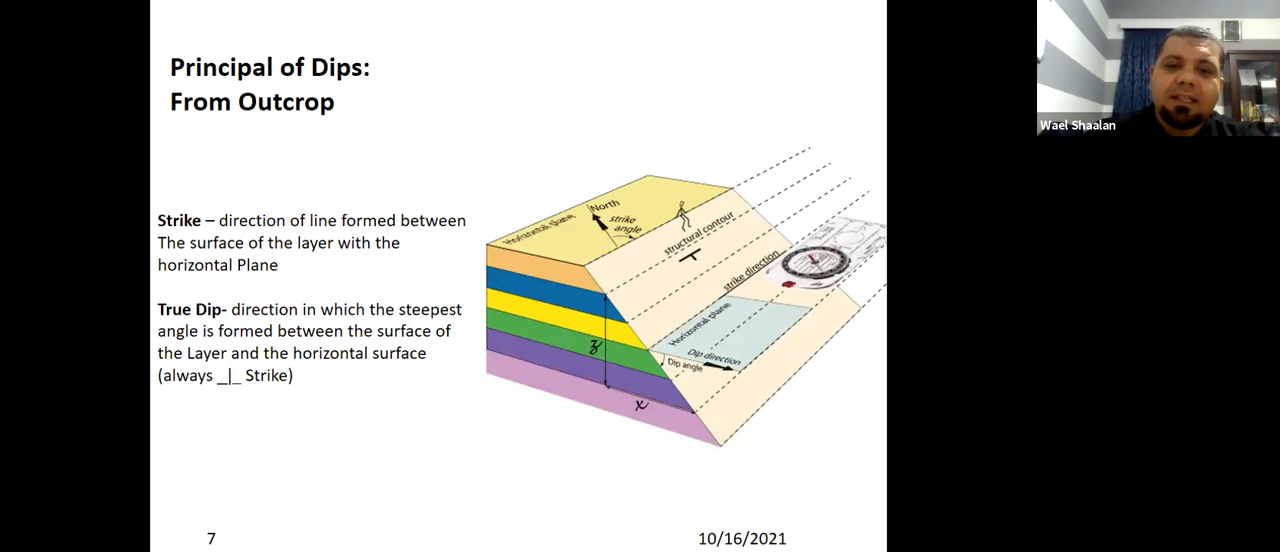 Principal of Dips:
From Outcrop
Wael Shaalan
Strike – direction of line formed between
The surface of the layer with the
horizontal Plane
True Dip- direction in which the steepest
angle is formed between the surface of
the Layer and the horizontal surface
(always _|_ Strike)
Horizontal plane
North
strike
angle
structural contour
strike direction
Horizontal plane
Dip direction
Dip angle
z
x
7
10/16/2021